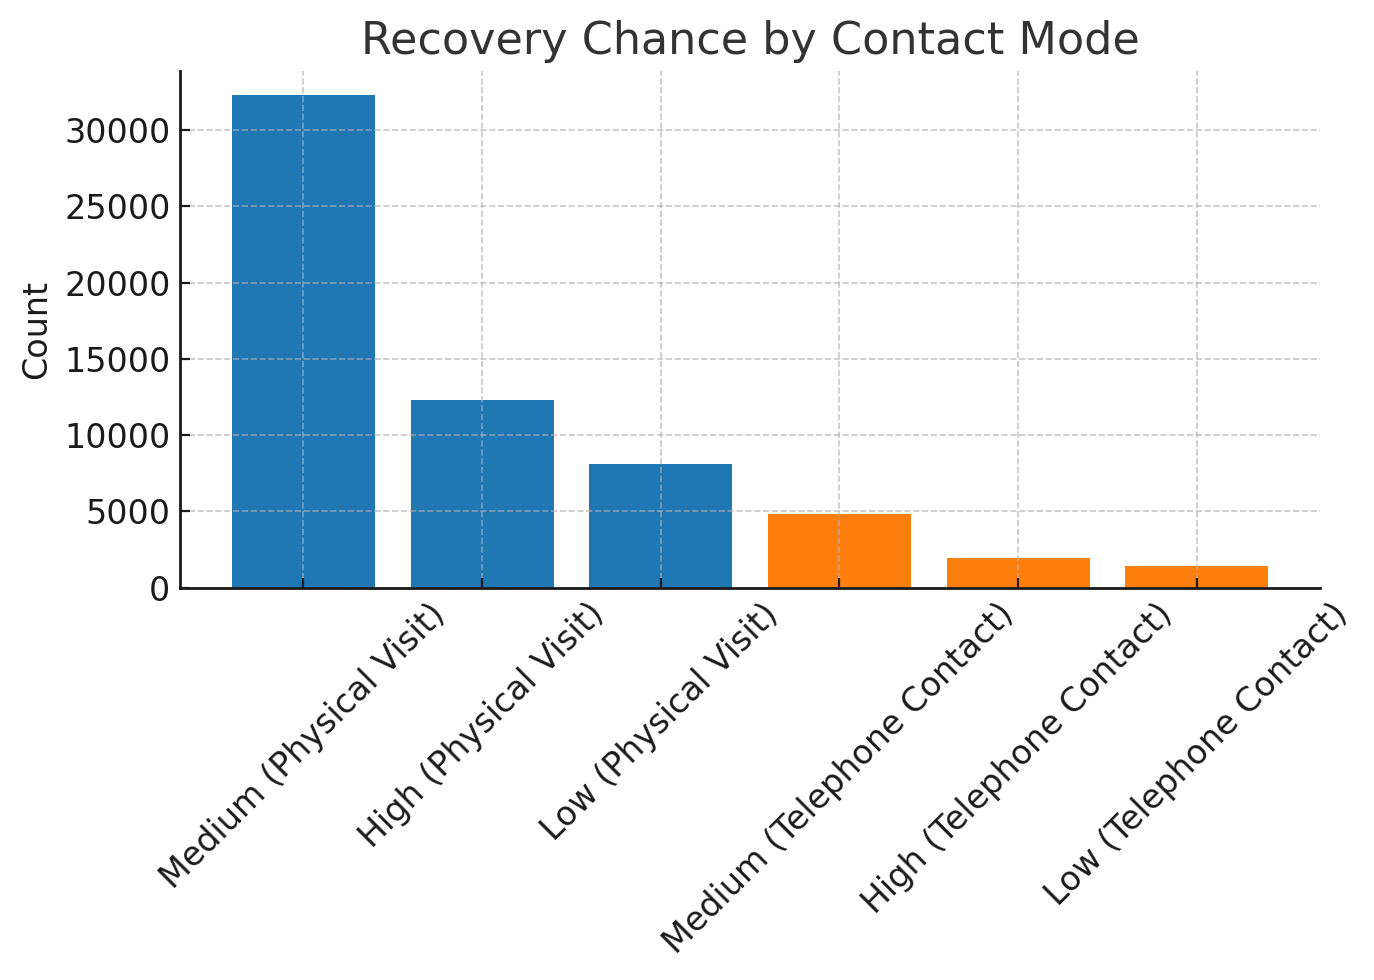 Recovery Chance by Contact Mode
Count
30000
25000
20000
15000
10000
5000
0
Medium (Physical Visit)
High (Physical Visit)
Low (Physical Visit)
Medium (Telephone Contact)
High (Telephone Contact)
Low (Telephone Contact)